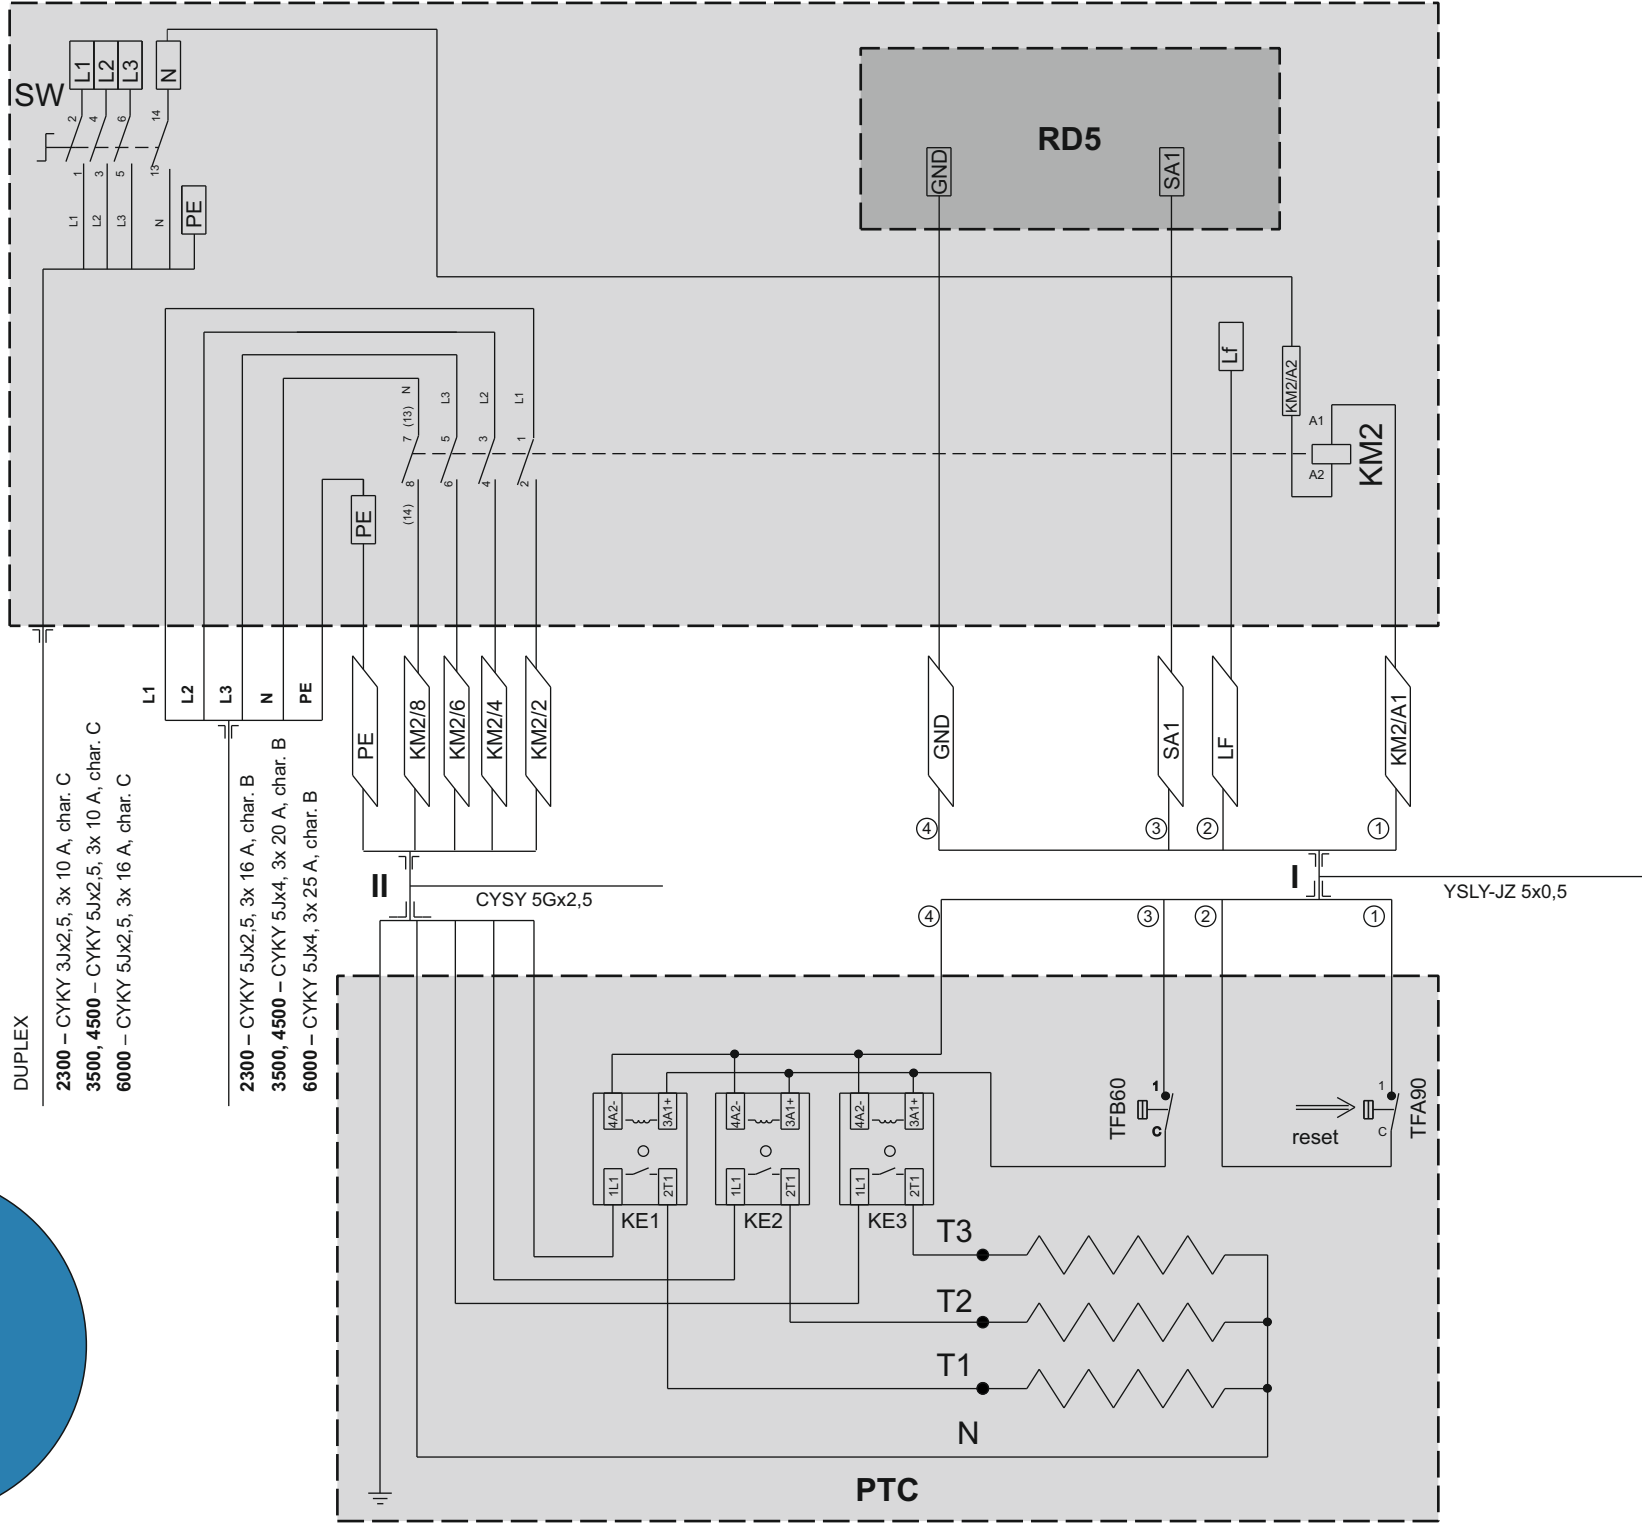 SW
L1
L2
L3
N
2
4
6
14
1
3
5
13
L1
L2
L3
N
PE
RD5
GND
SA1
Lf
KM2/A2
A1
A2
KM2
N
L3
L2
L1
(13)
7
5
3
1
8
6
4
2
(14)
PE
L1
L2
L3
N
PE
PE
KM2/8
KM2/6
KM2/4
KM2/2
GND
SA1
LF
KM2/A1
4
3
2
1
DUPLEX
2300 – CYKY 3Jx2,5, 3x 10 A, char. C
3500, 4500 – CYKY 5Jx2,5, 3x 10 A, char. C
6000 – CYKY 5Jx2,5, 3x 16 A, char. C
2300 – CYKY 5Jx2,5, 3x 16 A, char. B
3500, 4500 – CYKY 5Jx4, 3x 20 A, char. B
6000 – CYKY 5Jx4, 3x 25 A, char. B
II
CYSY 5Gx2,5
I
YSLY-JZ 5x0,5
4
3
2
1
4A2-
3A1+
4A2-
3A1+
4A2-
3A1+
1L1
2T1
1L1
2T1
1L1
2T1
KE1
KE2
KE3
TFB60
1
C
reset
1
C
TFA90
T3
T2
T1
N
PTC